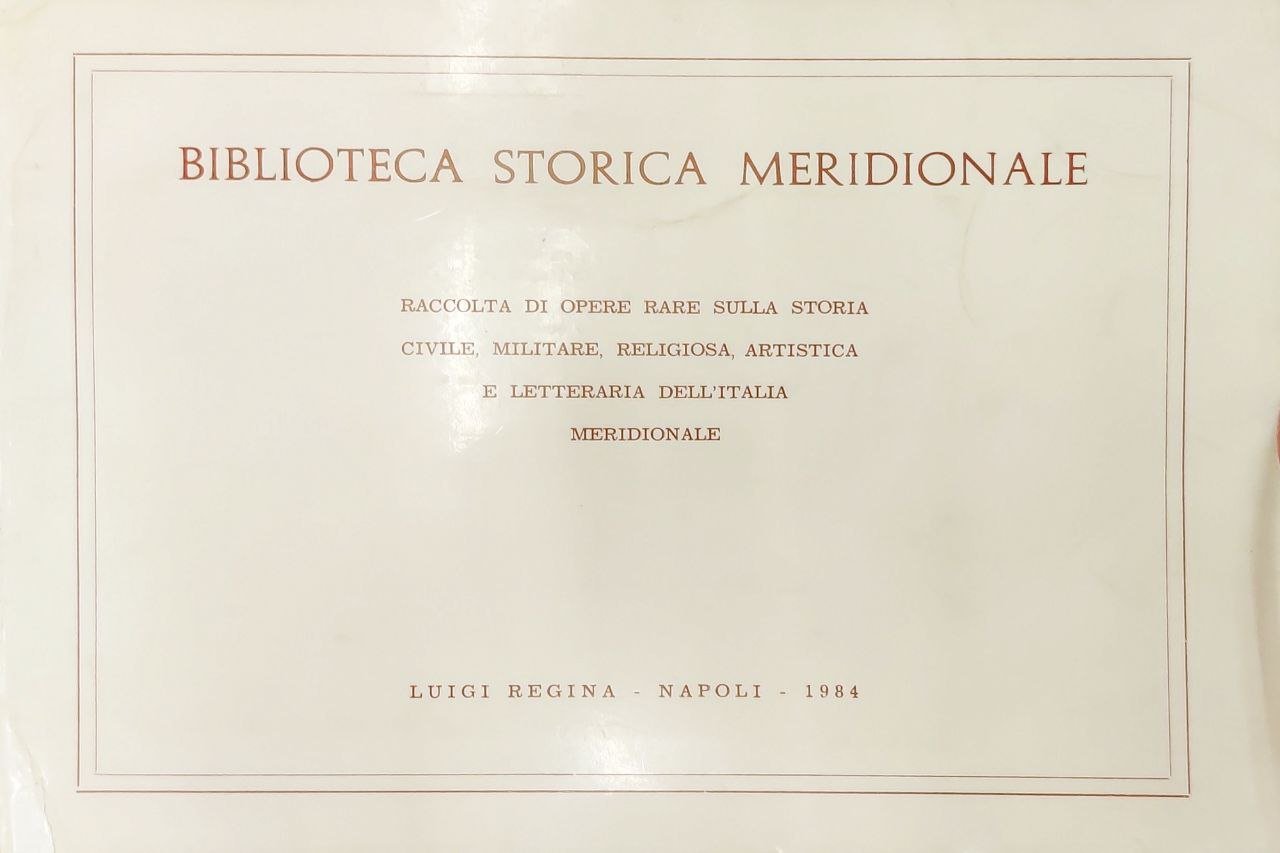 BIBLIOTECA STORICA MERIDIONALE
RACCOLTA DI OPERE RARE SULLA STORIA
CIVILE, MILITARE, RELIGIOSA, ARTISTICA
E LETTERARIA DELL'ITALIA
MERIDIONALE
LUIGI REGINA - NAPOLI - 1984